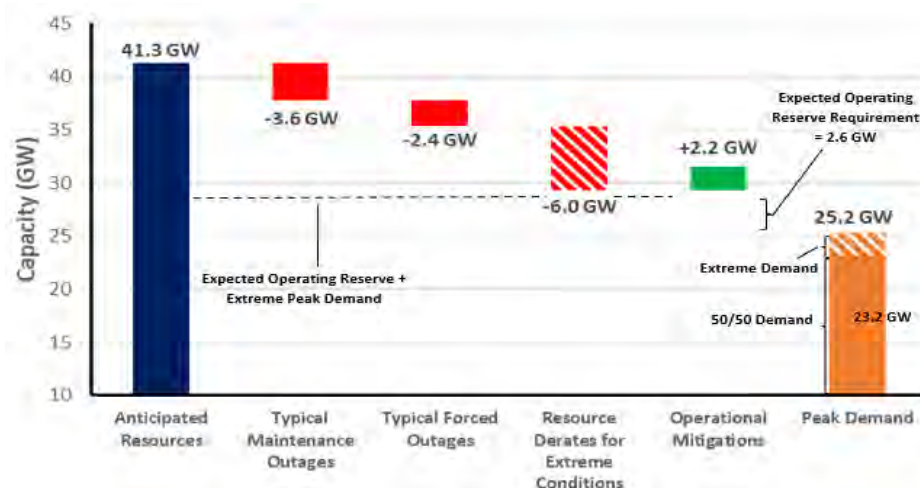 45
40
35
30
25
20
15
10
Capacity (GW)
41.3 GW
-3.6 GW
-2.4 GW
-6.0 GW
+2.2 GW
25.2 GW
23.2 GW
Expected Operating
Reserve Requirement
= 2.6 GW
Expected Operating Reserve +
Extreme Peak Demand
Extreme Demand
50/50 Demand
Anticipated
Resources
Typical
Maintenance
Outages
Typical Forced
Outages
Resource
Derates for
Extreme
Conditions
Operational
Mitigations
Peak Demand